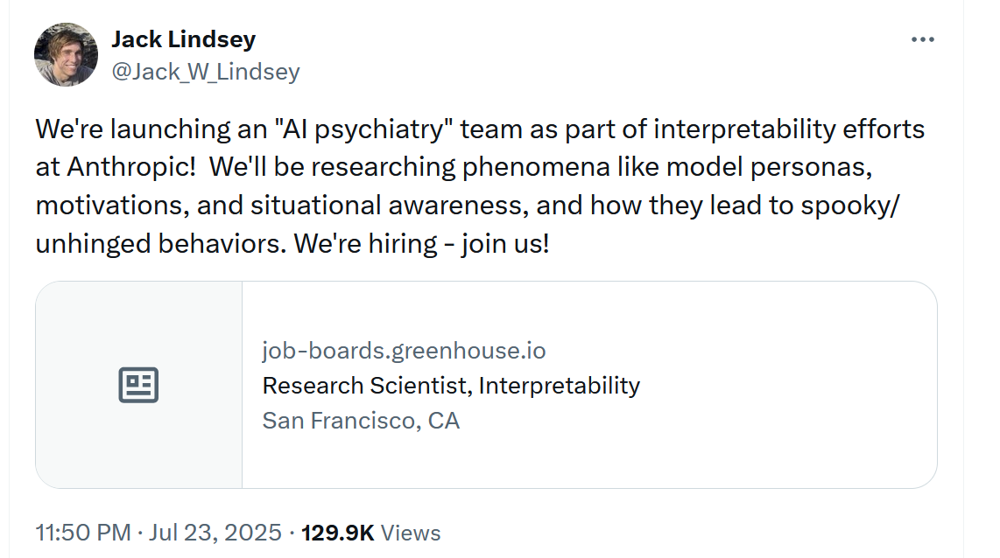 Jack Lindsey
@Jack_W_Lindsey
We're launching an "AI psychiatry" team as part of interpretability efforts
at Anthropic!  We'll be researching phenomena like model personas,
motivations, and situational awareness, and how they lead to spooky/
unhinged behaviors. We're hiring - join us!
job-boards.greenhouse.io
Research Scientist, Interpretability
San Francisco, CA
11:50 PM · Jul 23, 2025 · 129.9K Views